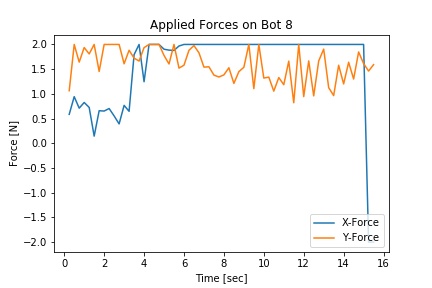 Applied Forces on Bot 8
Force [N]
2.0
1.5
1.0
0.5
0.0
−0.5
−1.0
−1.5
−2.0
X-Force
Y-Force
0 2 4 6 8 10 12 14 16
Time [sec]